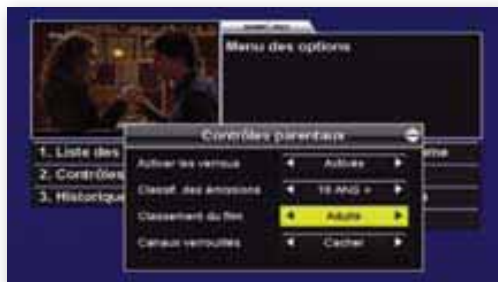 Menu des options
Contrôles parentaux
1. Liste des
2. Contrôles
3. Historique
Activer les verrous
Activés
Classif. des émissions
18 ANS +
Classement du film
Adulte
Canaux verrouillés
Cacher